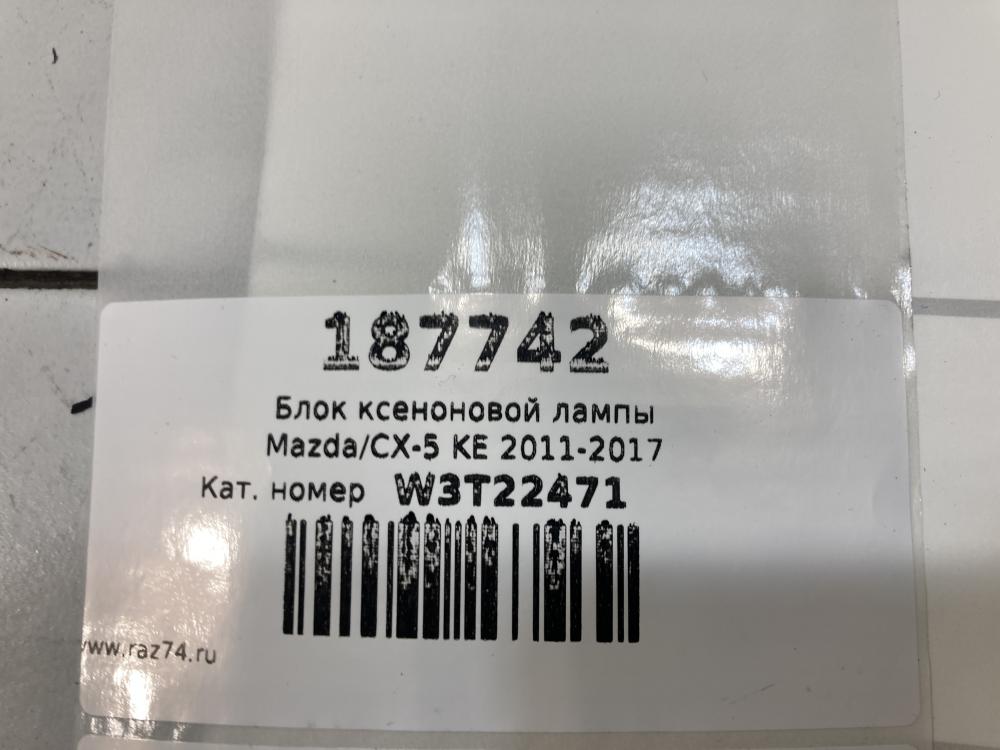 187742
Блок ксеноновой лампы
Mazda/CX-5 KE 2011-2017
Кат. номер W3T22471
www.raz74.ru